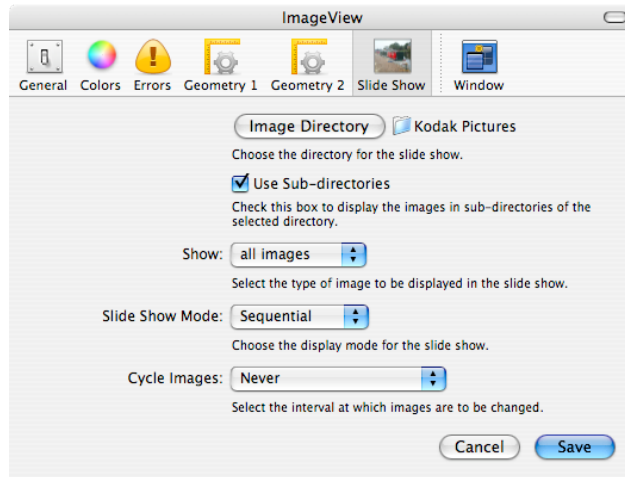 ImageView
General Colors Errors Geometry 1 Geometry 2 Slide Show Window
Image Directory Kodak Pictures
Choose the directory for the slide show.
Use Sub-directories
Check this box to display the images in sub-directories of the
selected directory.
Show: all images
Select the type of image to be displayed in the slide show.
Slide Show Mode: Sequential
Choose the display mode for the slide show.
Cycle Images: Never
Select the interval at which images are to be changed.
Cancel Save